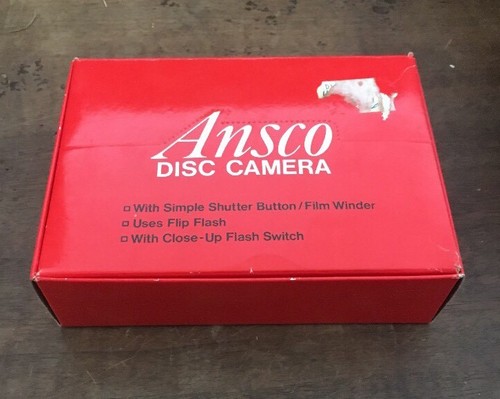 Ansco
DISC CAMERA
With Simple Shutter Button/Film Winder
Uses Flip Flash
With Close-Up Flash Switch